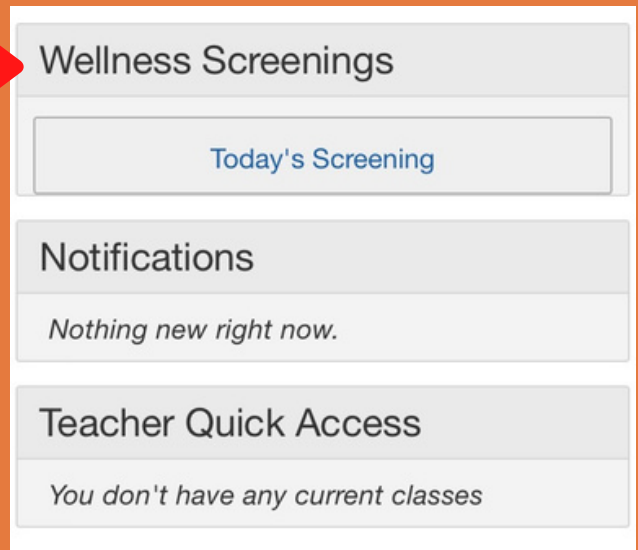 Wellness Screenings
Today's Screening
Notifications
Nothing new right now.
Teacher Quick Access
You don't have any current classes